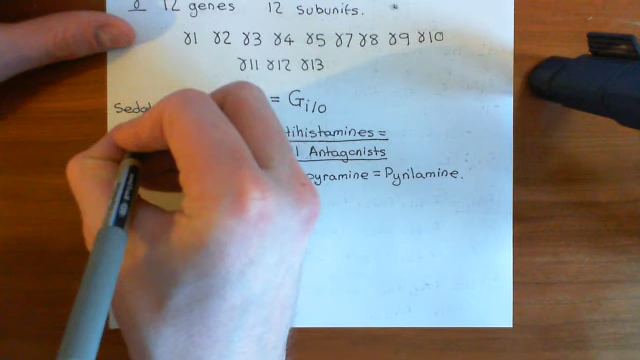 γ 12 genes 12 subunits. *
γ1 γ2 γ3 γ4 γ5 γ7 γ8 γ9 γ10
γ11 γ12 γ13
= Gi/o
Sedat
tihistamines =
1 Antagonists
pyramine = Pyrilamine.